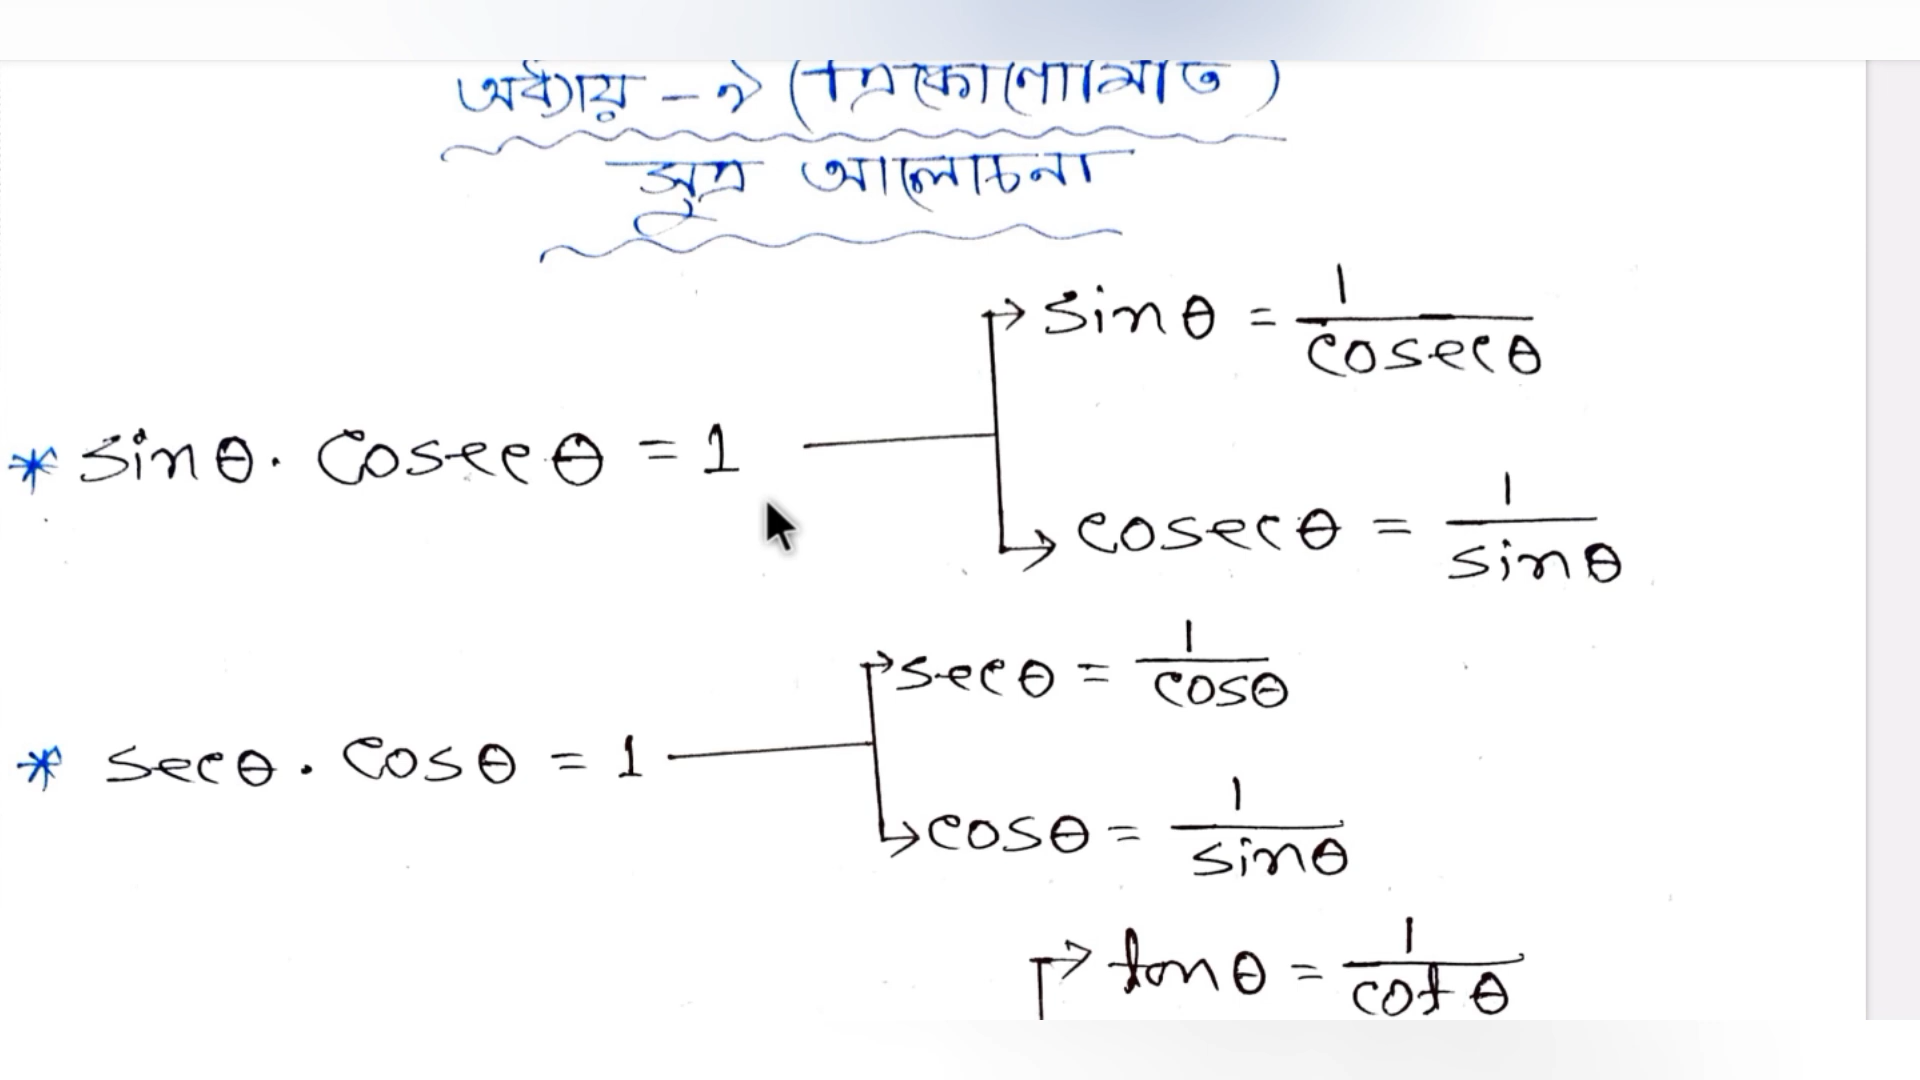 অধ্যায় - ৯ (ত্রিকোণোমিতি)
সূত্র আলোচনা
* sinθ. cosecθ = 1
sinθ = 1/cosecθ
cosecθ = 1/sinθ
* secθ . cosθ = 1
secθ = 1/cosθ
cosθ = 1/sinθ
tanθ = 1/cotθ